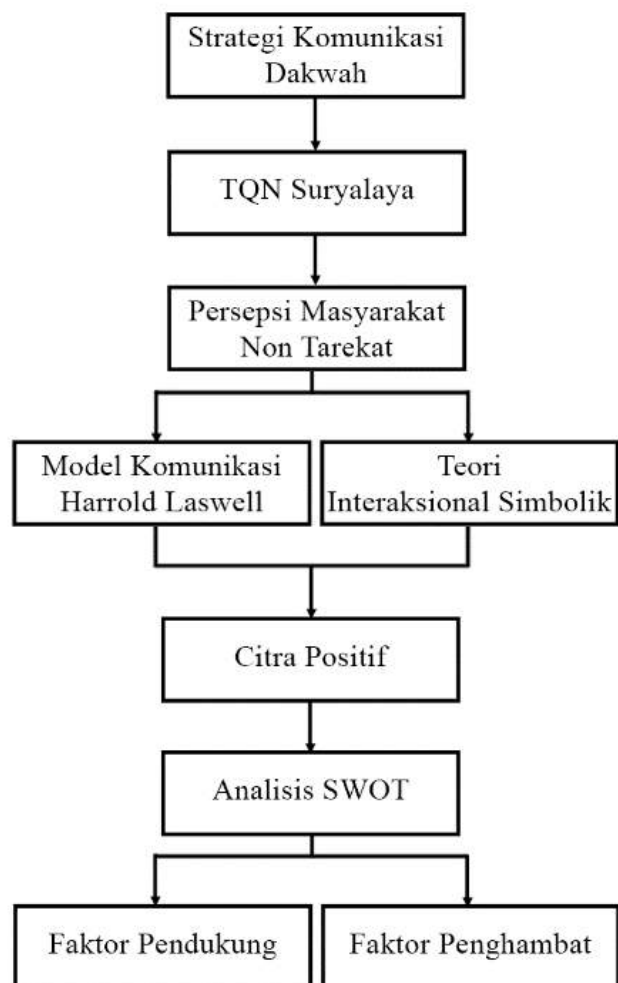 Strategi Komunikasi
Dakwah
TQN Suryalaya
Persepsi Masyarakat
Non Tarekat
Model Komunikasi
Harrold Laswell
Teori
Interaksional Simbolik
Citra Positif
Analisis SWOT
Faktor Pendukung
Faktor Penghambat